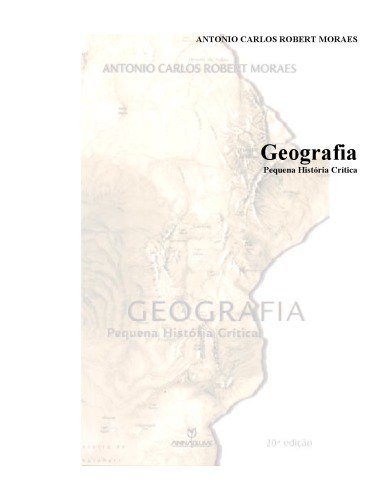 ANTONIO CARLOS ROBERT MORAES
ANTONIO CARLOS ROBERT MORAES
Geografia
Pequena História Crítica
GEOGRAFIA
Pequena História Crítica
ANNABLUME
20ª edição